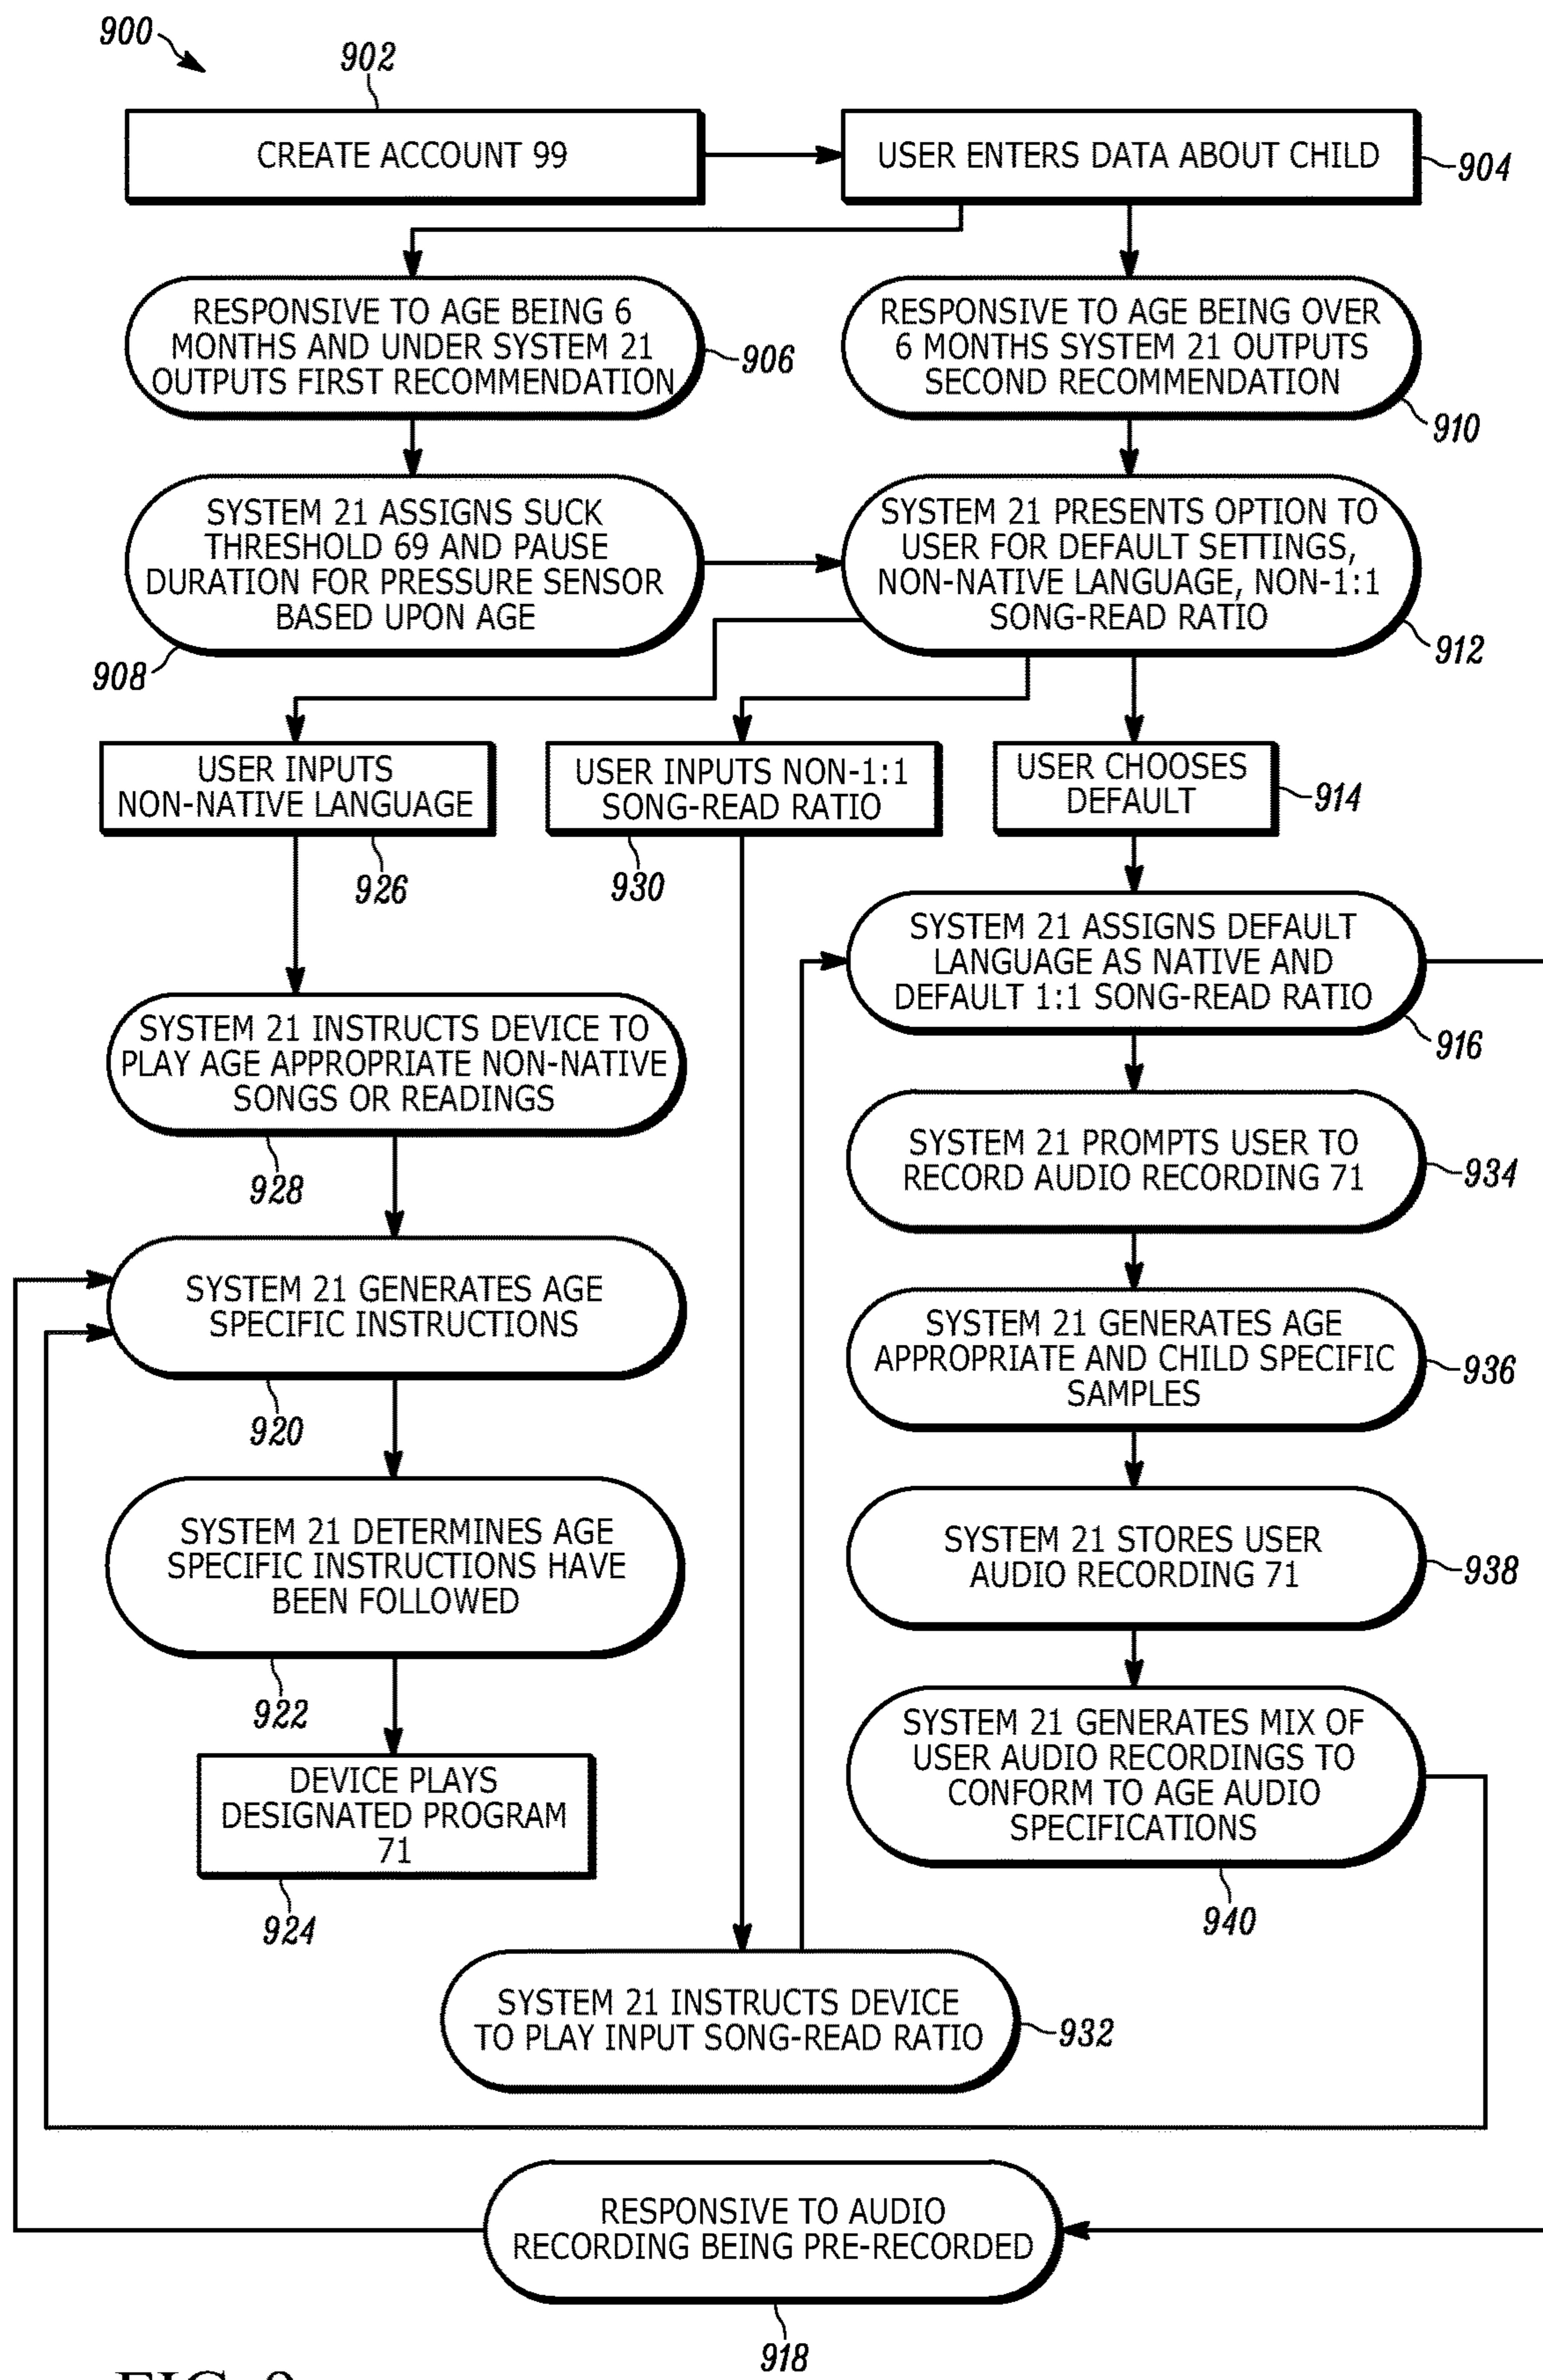 900
902
CREATE ACCOUNT 99
USER ENTERS DATA ABOUT CHILD
904
RESPONSIVE TO AGE BEING 6
MONTHS AND UNDER SYSTEM 21
OUTPUTS FIRST RECOMMENDATION
906
RESPONSIVE TO AGE BEING OVER
6 MONTHS SYSTEM 21 OUTPUTS
SECOND RECOMMENDATION
910
SYSTEM 21 ASSIGNS SUCK
THRESHOLD 69 AND PAUSE
DURATION FOR PRESSURE SENSOR
BASED UPON AGE
908
SYSTEM 21 PRESENTS OPTION TO
USER FOR DEFAULT SETTINGS,
NON-NATIVE LANGUAGE, NON-1:1
SONG-READ RATIO
912
USER INPUTS
NON-NATIVE LANGUAGE
926
USER INPUTS NON-1:1
SONG-READ RATIO
930
USER CHOOSES
DEFAULT
914
SYSTEM 21 ASSIGNS DEFAULT
LANGUAGE AS NATIVE AND
DEFAULT 1:1 SONG-READ RATIO
916
SYSTEM 21 INSTRUCTS DEVICE TO
PLAY AGE APPROPRIATE NON-NATIVE
SONGS OR READINGS
928
SYSTEM 21 PROMPTS USER TO
RECORD AUDIO RECORDING 71
934
SYSTEM 21 GENERATES AGE
SPECIFIC INSTRUCTIONS
920
SYSTEM 21 GENERATES AGE
APPROPRIATE AND CHILD SPECIFIC
SAMPLES
936
SYSTEM 21 DETERMINES AGE
SPECIFIC INSTRUCTIONS HAVE
BEEN FOLLOWED
922
SYSTEM 21 STORES USER
AUDIO RECORDING 71
938
DEVICE PLAYS
DESIGNATED PROGRAM
71
924
SYSTEM 21 GENERATES MIX OF
USER AUDIO RECORDINGS TO
CONFORM TO AGE AUDIO
SPECIFICATIONS
940
SYSTEM 21 INSTRUCTS DEVICE
TO PLAY INPUT SONG-READ RATIO
932
RESPONSIVE TO AUDIO
RECORDING BEING PRE-RECORDED
918